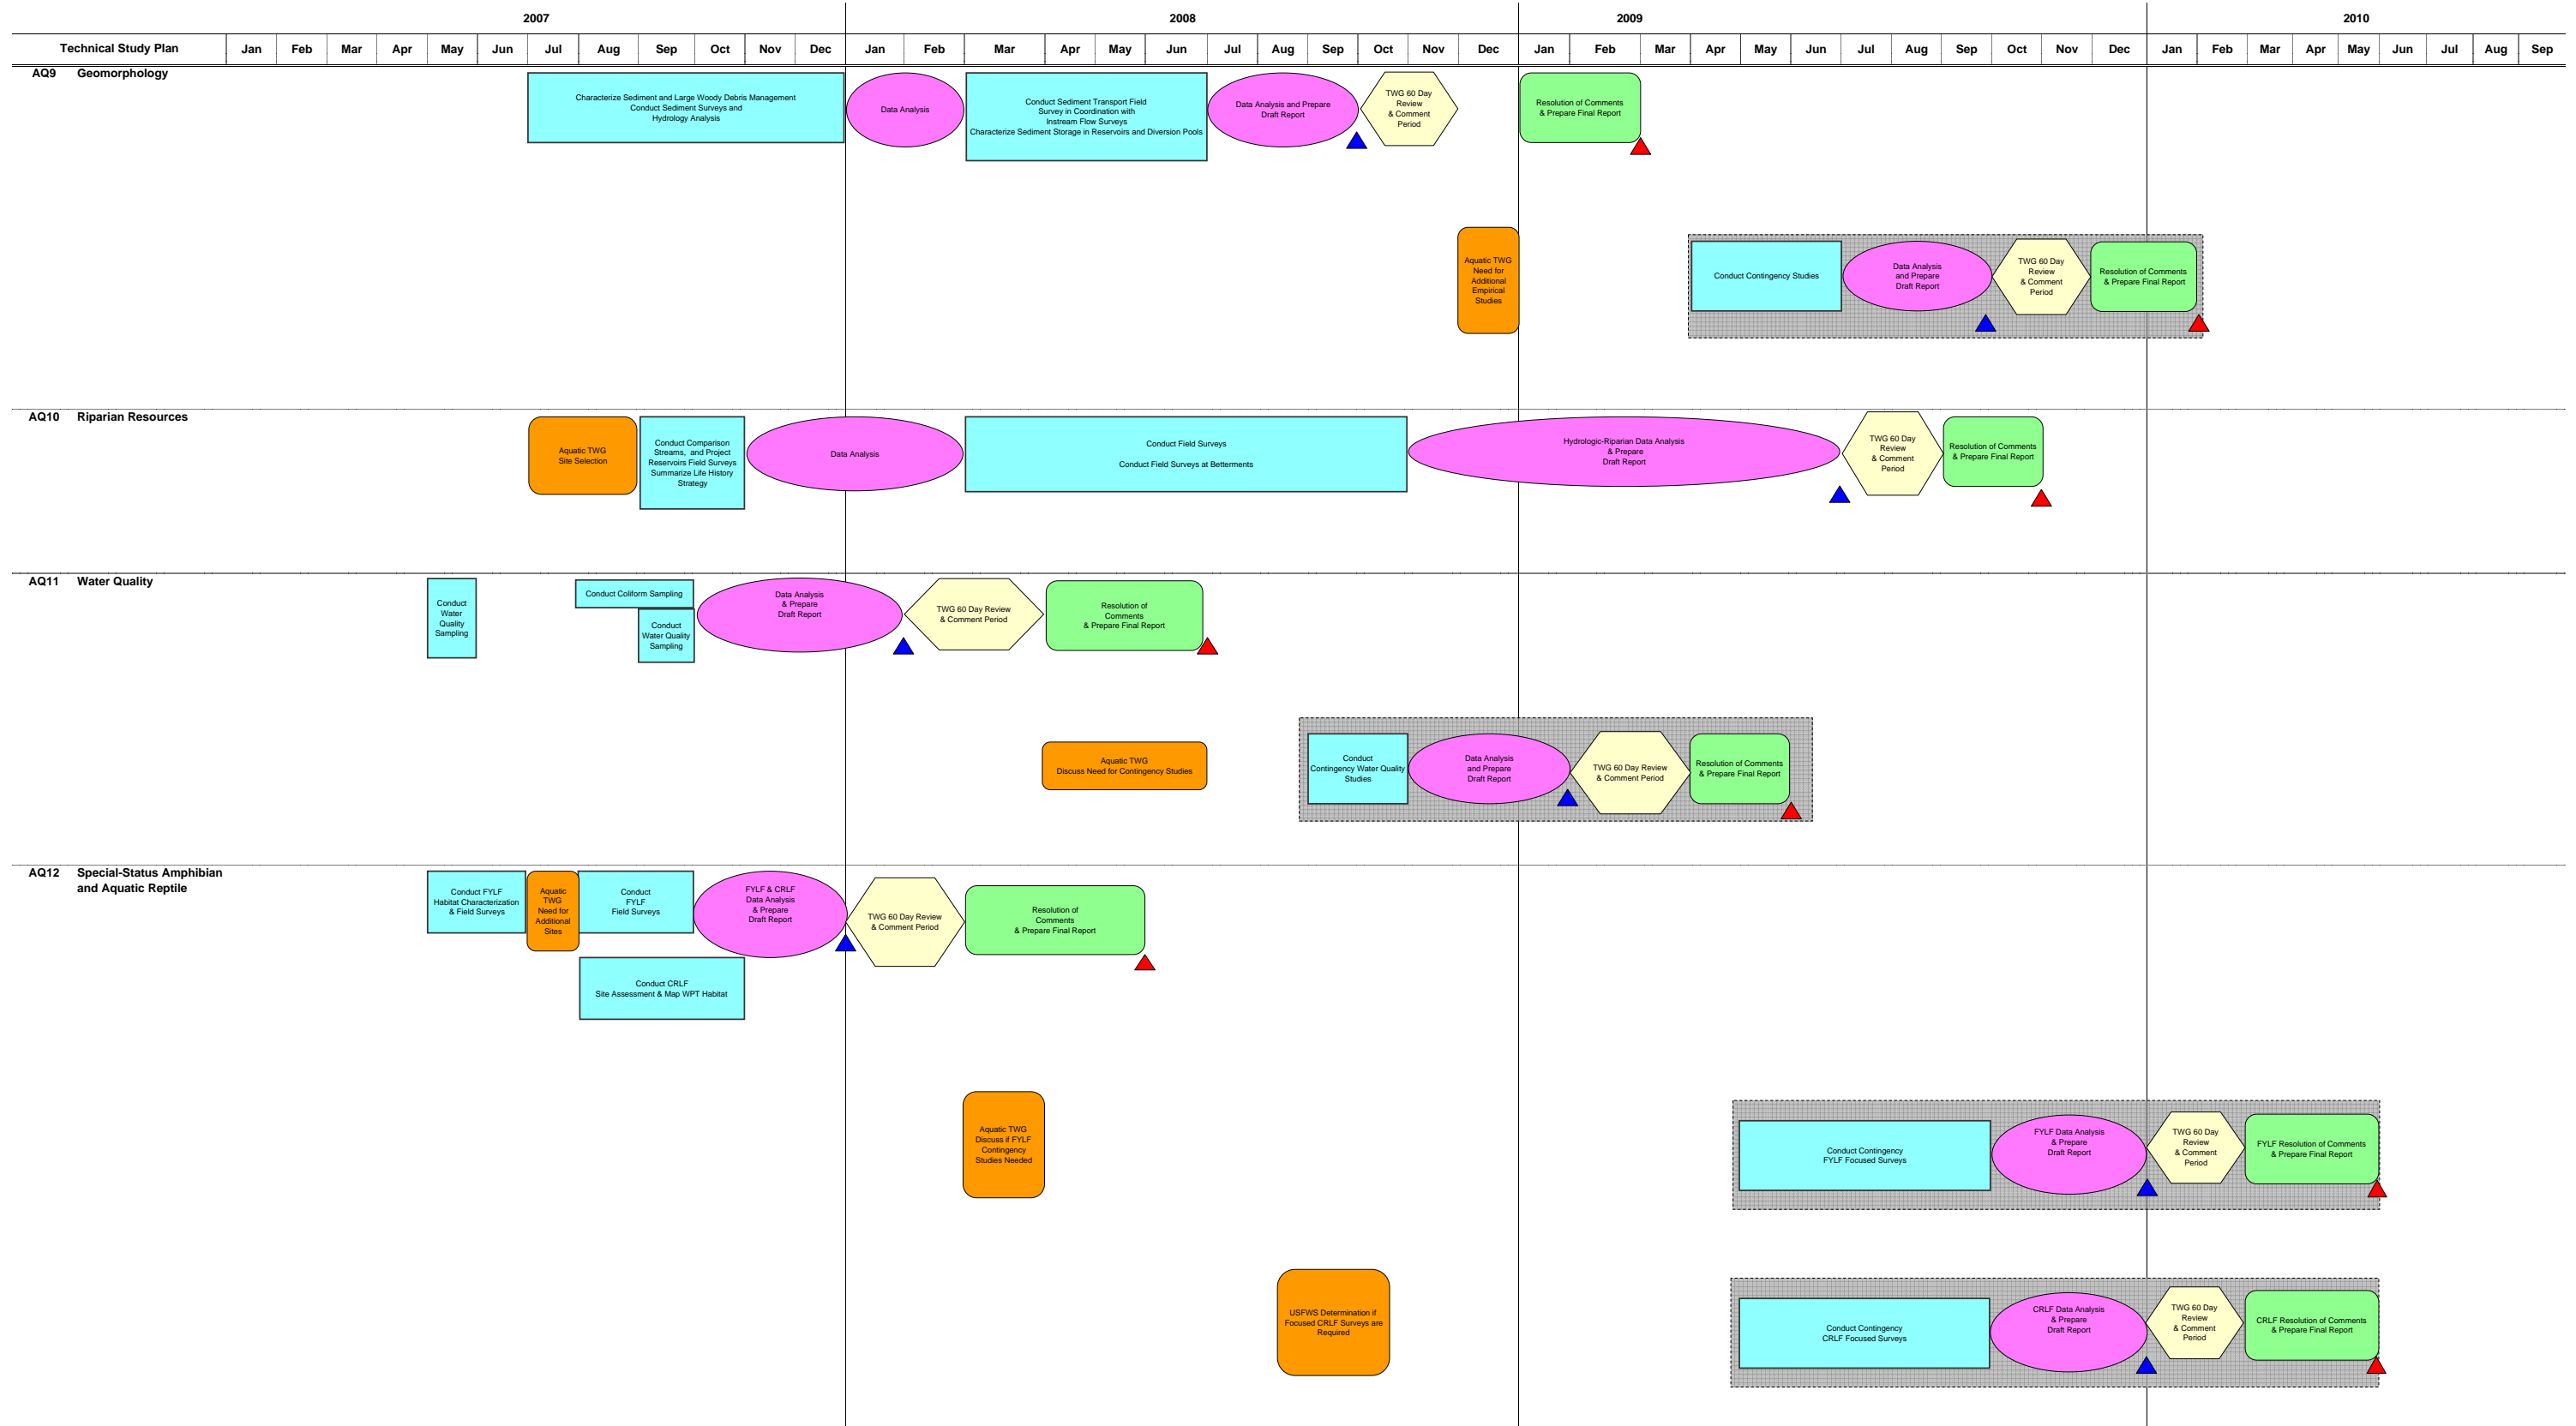 2007 2008 2009 2010
Technical Study Plan Jan Feb Mar Apr May Jun Jul Aug Sep Oct Nov Dec Jan Feb Mar Apr May Jun Jul Aug Sep Oct Nov Dec Jan Feb Mar Apr May Jun Jul Aug Sep Oct Nov Dec Jan Feb Mar Apr May Jun Jul Aug Sep
AQ9 Geomorphology
Characterize Sediment and Large Woody Debris Management
Conduct Sediment Surveys and
Hydrology Analysis
Data Analysis
Conduct Sediment Transport Field
Survey in Coordination with
Instream Flow Surveys
Characterize Sediment Storage in Reservoirs and Diversion Pools
Data Analysis and Prepare
Draft Report
TWG 60 Day
Review
& Comment
Period
Resolution of Comments
& Prepare Final Report
Aquatic TWG
Need for
Additional
Empirical
Studies
Conduct Contingency Studies
Data Analysis
and Prepare
Draft Report
TWG 60 Day
Review
& Comment
Period
Resolution of Comments
& Prepare Final Report
AQ10 Riparian Resources
Aquatic TWG
Site Selection
Conduct Comparison
Streams, and Project
Reservoirs Field Surveys
Summarize Life History
Strategy
Data Analysis
Conduct Field Surveys
Conduct Field Surveys at Betterments
Hydrologic-Riparian Data Analysis
& Prepare
Draft Report
TWG 60 Day
Review
& Comment
Period
Resolution of Comments
& Prepare Final Report
AQ11 Water Quality
Conduct
Water
Quality
Sampling
Conduct Coliform Sampling
Conduct
Water Quality
Sampling
Data Analysis
& Prepare
Draft Report
TWG 60 Day Review
& Comment Period
Resolution of
Comments
& Prepare Final Report
Aquatic TWG
Discuss Need for Contingency Studies
Conduct
Contingency Water Quality
Studies
Data Analysis
and Prepare
Draft Report
TWG 60 Day Review
& Comment Period
Resolution of Comments
& Prepare Final Report
AQ12 Special-Status Amphibian
and Aquatic Reptile
Conduct FYLF
Habitat Characterization
& Field Surveys
Aquatic
TWG
Need for
Additional
Sites
Conduct
FYLF
Field Surveys
FYLF & CRLF
Data Analysis
& Prepare
Draft Report
TWG 60 Day Review
& Comment Period
Resolution of
Comments
& Prepare Final Report
Conduct CRLF
Site Assessment & Map WPT Habitat
Aquatic TWG
Discuss if FYLF
Contingency
Studies Needed
Conduct Contingency
FYLF Focused Surveys
FYLF Data Analysis
& Prepare
Draft Report
TWG 60 Day
Review
& Comment
Period
FYLF Resolution of Comments
& Prepare Final Report
USFWS Determination if
Focused CRLF Surveys are
Required
Conduct Contingency
CRLF Focused Surveys
CRLF Data Analysis
& Prepare
Draft Report
TWG 60 Day
Review
& Comment
Period
CRLF Resolution of Comments
& Prepare Final Report